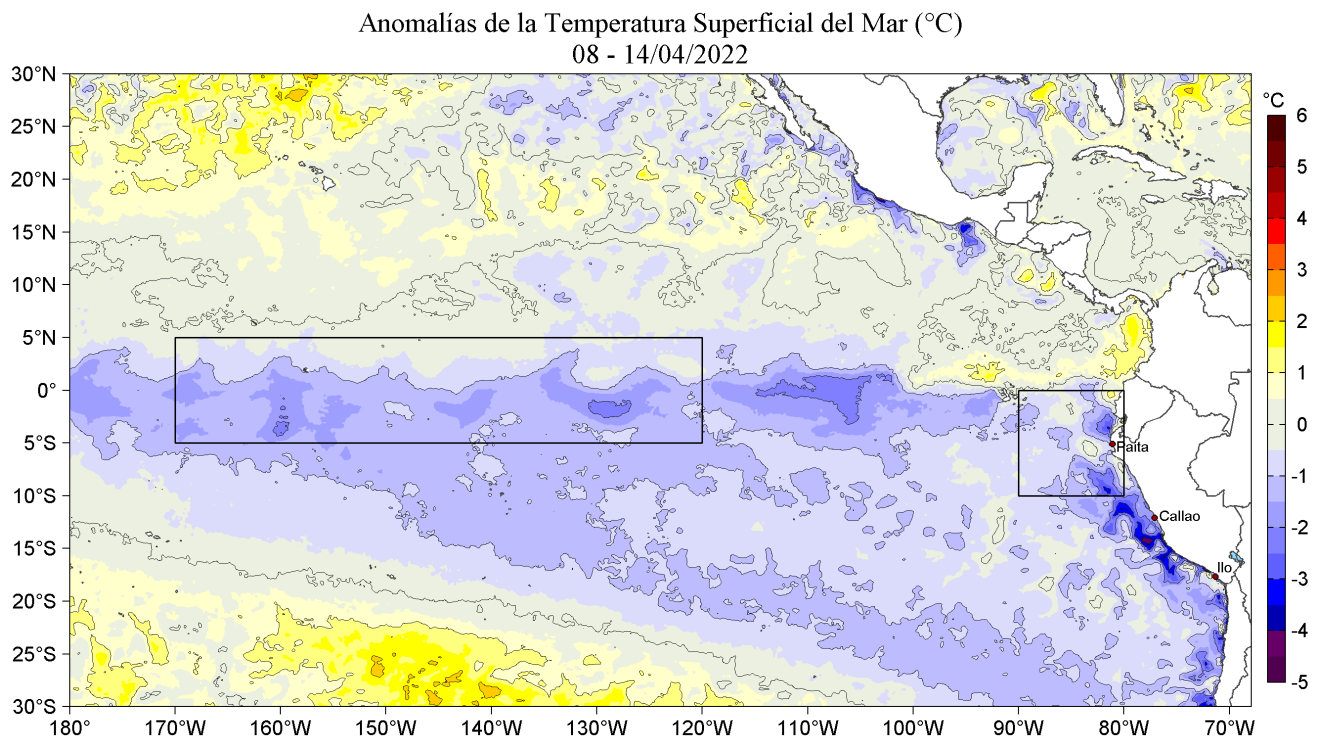 Anomalías de la Temperatura Superficial del Mar (°C)
08 - 14/04/2022
30°N
25°N
20°N
15°N
10°N
5°N
0°
5°S
10°S
15°S
20°S
25°S
30°S
180
170°W
160°W
150°W
140°W
130°W
120°W
110°W
100°W
90°W
80°W
70°W
Paita
Callao
Ilo
°C
6
5
4
3
2
1
0
-1
-2
-3
-4
-5